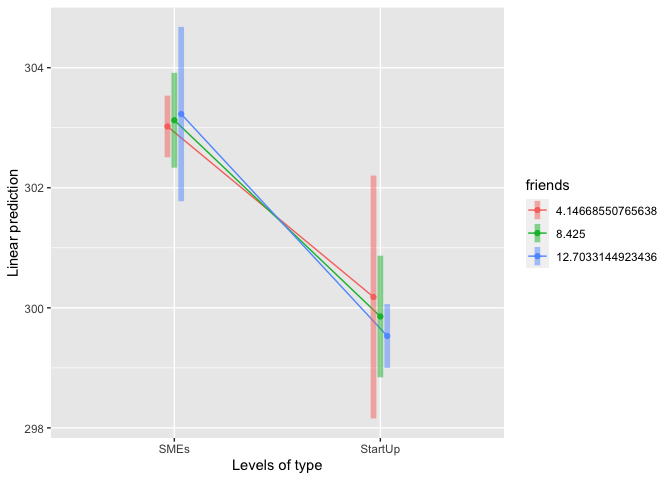 304
302
300
298
Linear prediction
SMEs
StartUp
Levels of type
friends
4.14668550765638
8.425
12.7033144923436